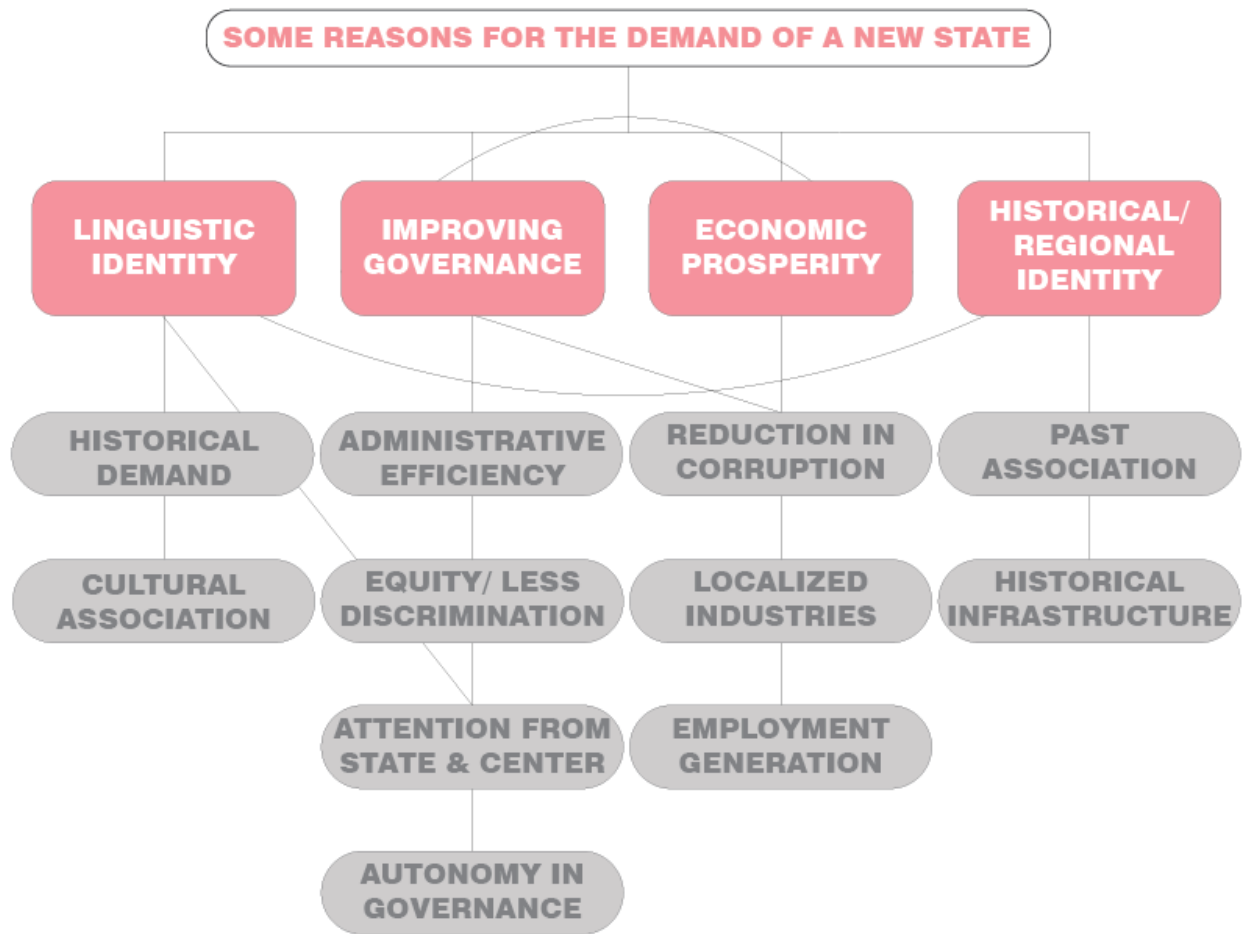 SOME REASONS FOR THE DEMAND OF A NEW STATE
LINGUISTIC
IDENTITY
IMPROVING
GOVERNANCE
ECONOMIC
PROSPERITY
HISTORICAL/
REGIONAL
IDENTITY
HISTORICAL
DEMAND
ADMINISTRATIVE
EFFICIENCY
REDUCTION IN
CORRUPTION
PAST
ASSOCIATION
CULTURAL
ASSOCIATION
EQUITY/ LESS
DISCRIMINATION
LOCALIZED
INDUSTRIES
HISTORICAL
INFRASTRUCTURE
ATTENTION FROM
STATE & CENTER
EMPLOYMENT
GENERATION
AUTONOMY IN
GOVERNANCE